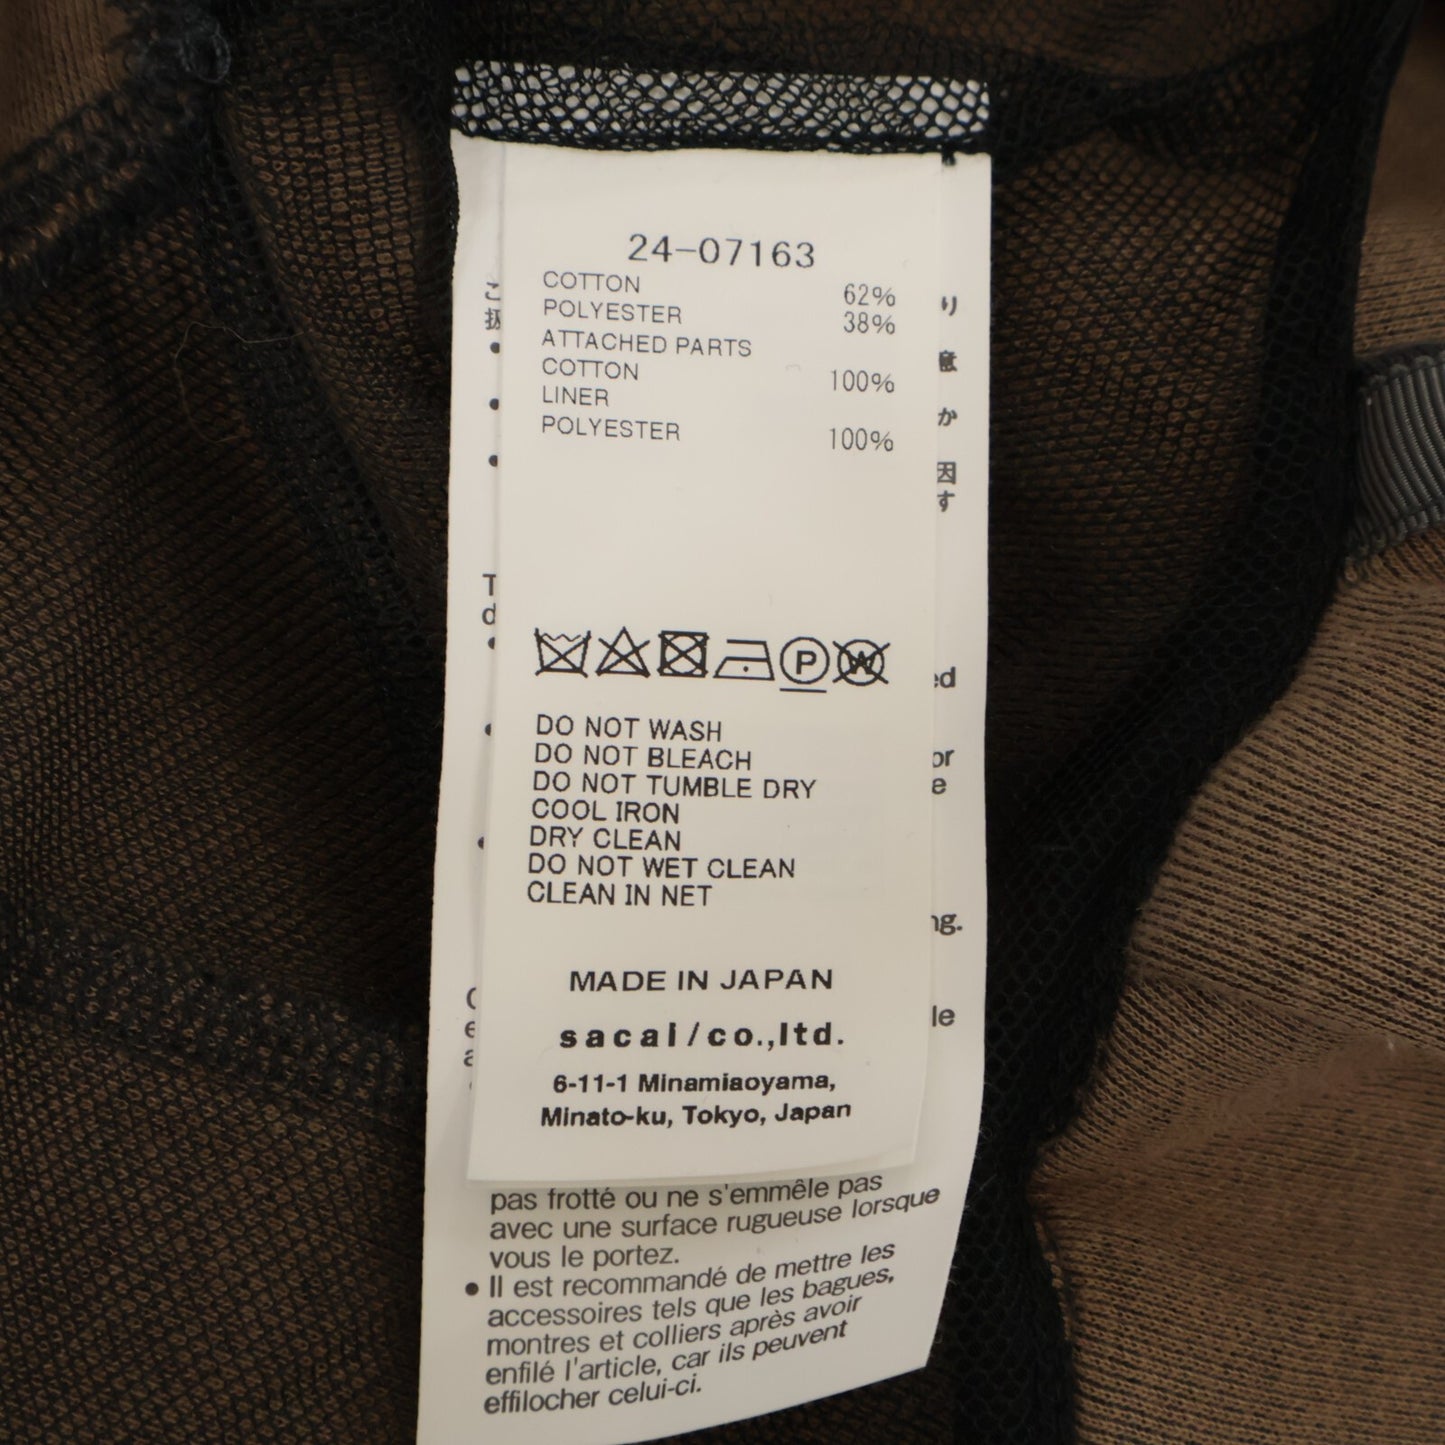 24-07163
COTTON 62%
POLYESTER 38%
ATTACHED PARTS
COTTON 100%
LINER
POLYESTER 100%
P
W
DO NOT WASH
DO NOT BLEACH
DO NOT TUMBLE DRY
COOL IRON
DRY CLEAN
DO NOT WET CLEAN
CLEAN IN NET
MADE IN JAPAN
sacai/co.,ltd.
6-11-1 Minamiaoyama,
Minato-ku, Tokyo, Japan
pas frotté ou ne s'emmêle pas
avec une surface rugueuse lorsque
vous le portez.
• Il est recommandé de mettre les
accessoires tels que les bagues,
montres et colliers après avoir
enfilé l'article, car ils peuvent
effilocher celui-ci.